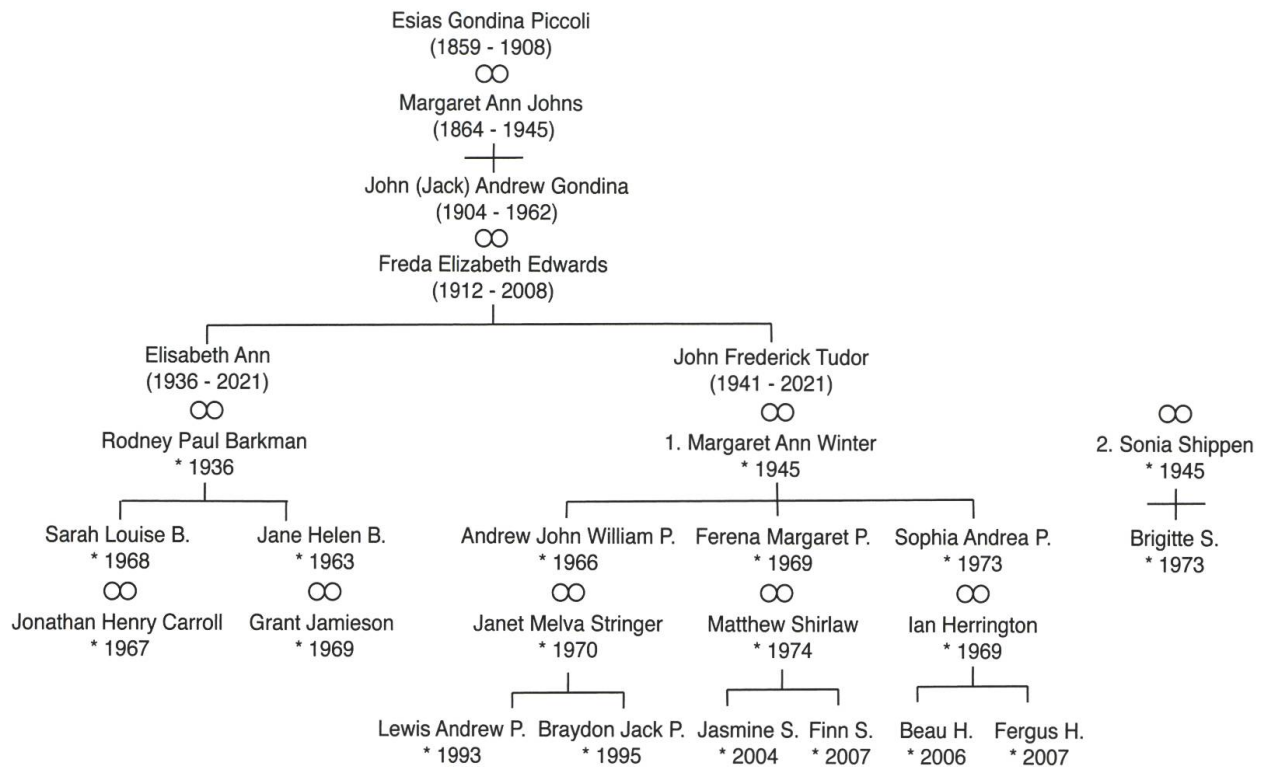 Esias Gondina Piccoli
(1859 - 1908)
Margaret Ann Johns
(1864 - 1945)
John (Jack) Andrew Gondina
(1904 - 1962)
Freda Elizabeth Edwards
(1912 - 2008)
Elisabeth Ann
(1936 - 2021)
Rodney Paul Barkman
* 1936
John Frederick Tudor
(1941 - 2021)
1. Margaret Ann Winter
* 1945
2. Sonia Shippen
* 1945
Sarah Louise B.
* 1968
Jonathan Henry Carroll
* 1967
Jane Helen B.
* 1963
Grant Jamieson
* 1969
Andrew John William P.
* 1966
Janet Melva Stringer
* 1970
Ferena Margaret P.
* 1969
Matthew Shirlaw
* 1974
Sophia Andrea P.
* 1973
Ian Herrington
* 1969
Brigitte S.
* 1973
Lewis Andrew P.
* 1993
Braydon Jack P.
* 1995
Jasmine S.
* 2004
Finn S.
* 2007
Beau H.
* 2006
Fergus H.
* 2007